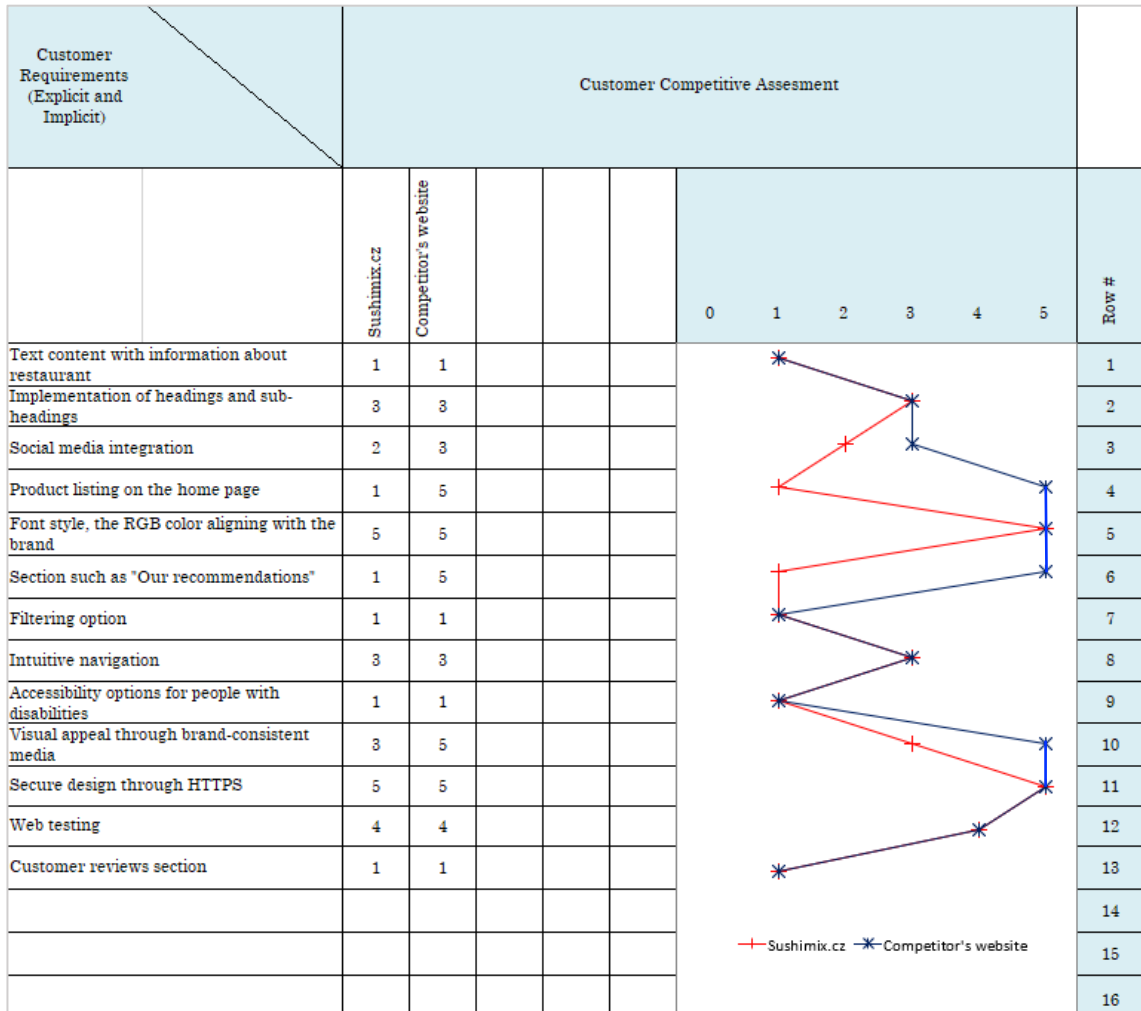 Customer
Requirements
(Explicit and
Implicit)
Customer Competitive Assesment
Sushimix.cz
Competitor's website
0 1 2 3 4 5
Row #
Text content with information about
restaurant
1 1 1
Implementation of headings and sub-
headings
3 3 2
Social media integration 2 3 3
Product listing on the home page 1 5 4
Font style, the RGB color aligning with the
brand
5 5 5
Section such as "Our recommendations" 1 5 6
Filtering option 1 1 7
Intuitive navigation 3 3 8
Accessibility options for people with
disabilities
1 1 9
Visual appeal through brand-consistent
media
3 5 10
Secure design through HTTPS 5 5 11
Web testing 4 4 12
Customer reviews section 1 1 13
14
Sushimix.cz Competitor's website 15
16